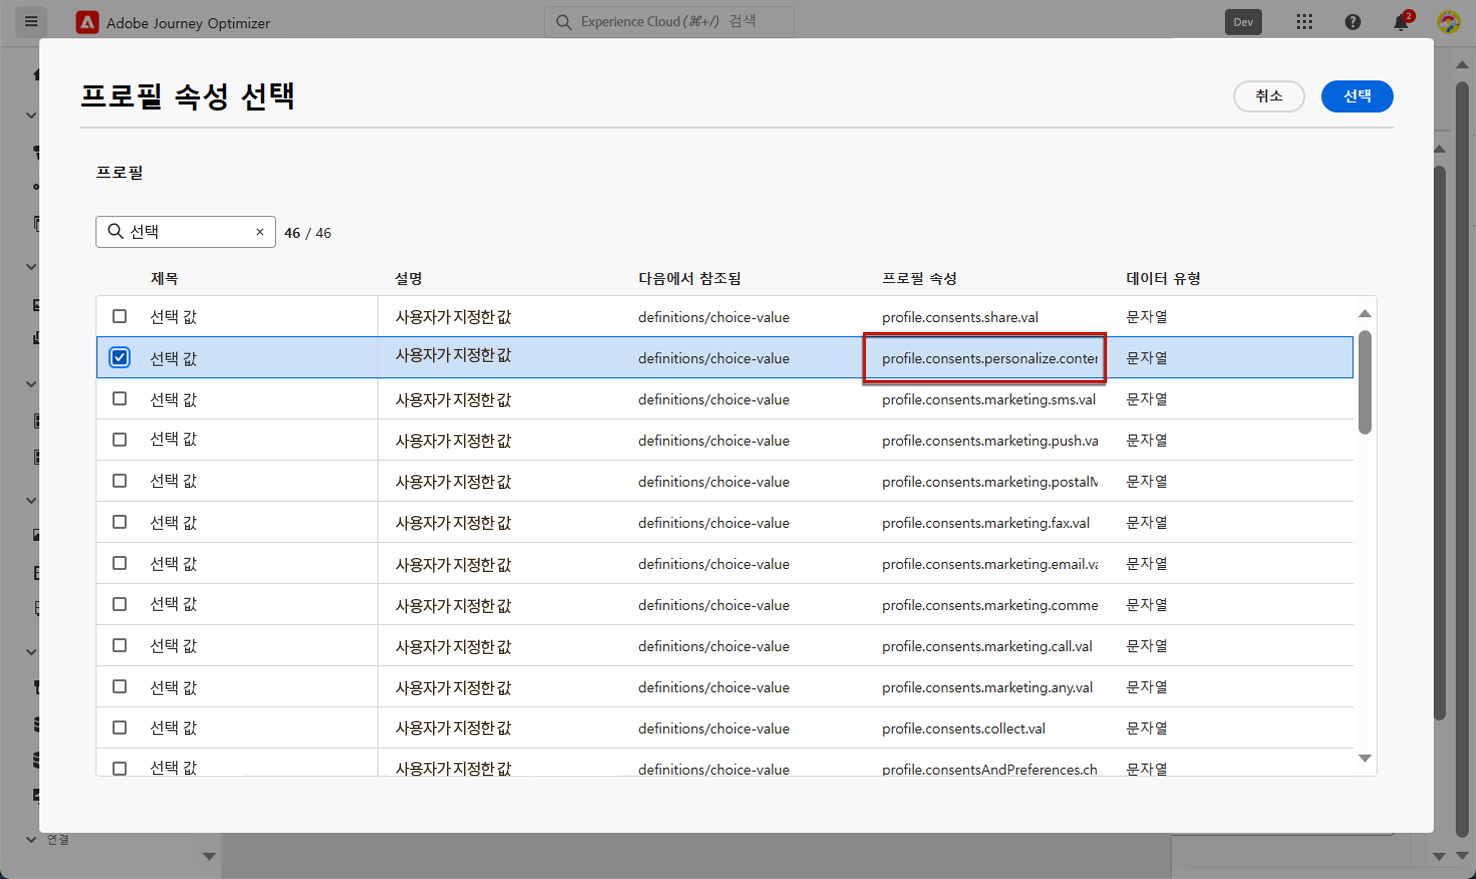 Adobe Journey Optimizer
Experience Cloud (⌘+/) 검색
Dev
2
프로필 속성 선택
취소
선택
프로필
선택 × 46 / 46
제목 설명 다음에서 참조됨 프로필 속성 데이터 유형
선택 값 사용자가 지정한 값 definitions/choice-value profile.consents.share.val 문자열
선택 값 사용자가 지정한 값 definitions/choice-value profile.consents.personalize.conter 문자열
선택 값 사용자가 지정한 값 definitions/choice-value profile.consents.marketing.sms.val 문자열
선택 값 사용자가 지정한 값 definitions/choice-value profile.consents.marketing.push.va 문자열
선택 값 사용자가 지정한 값 definitions/choice-value profile.consents.marketing.postalM 문자열
선택 값 사용자가 지정한 값 definitions/choice-value profile.consents.marketing.fax.val 문자열
선택 값 사용자가 지정한 값 definitions/choice-value profile.consents.marketing.email.va 문자열
선택 값 사용자가 지정한 값 definitions/choice-value profile.consents.marketing.comme 문자열
선택 값 사용자가 지정한 값 definitions/choice-value profile.consents.marketing.call.val 문자열
선택 값 사용자가 지정한 값 definitions/choice-value profile.consents.marketing.any.val 문자열
선택 값 사용자가 지정한 값 definitions/choice-value profile.consents.collect.val 문자열
선택 값 사용자가 지정한 값 definitions/choice-value profile.consentsAndPreferences.ch 문자열
연결